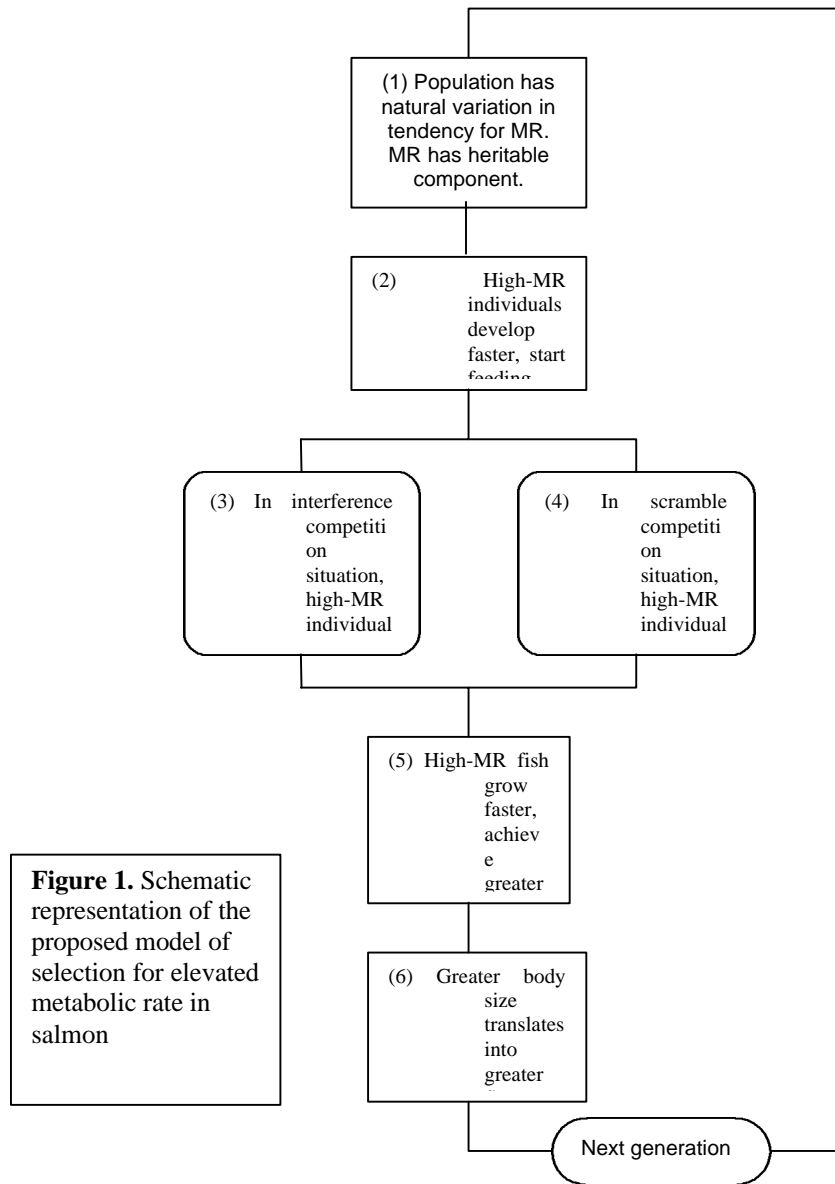 (1) Population has
natural variation in
tendency for MR.
MR has heritable
component.
(2) High-MR
individuals
develop
faster, start
feeding
(3) In interference
competiti
on
situation,
high-MR
individual
(4) In scramble
competiti
on
situation,
high-MR
individual
(5) High-MR fish
grow
faster,
achiev
e
greater
(6) Greater body
size
translates
into
greater
Figure 1. Schematic
representation of the
proposed model of
selection for elevated
metabolic rate in
salmon
Next generation